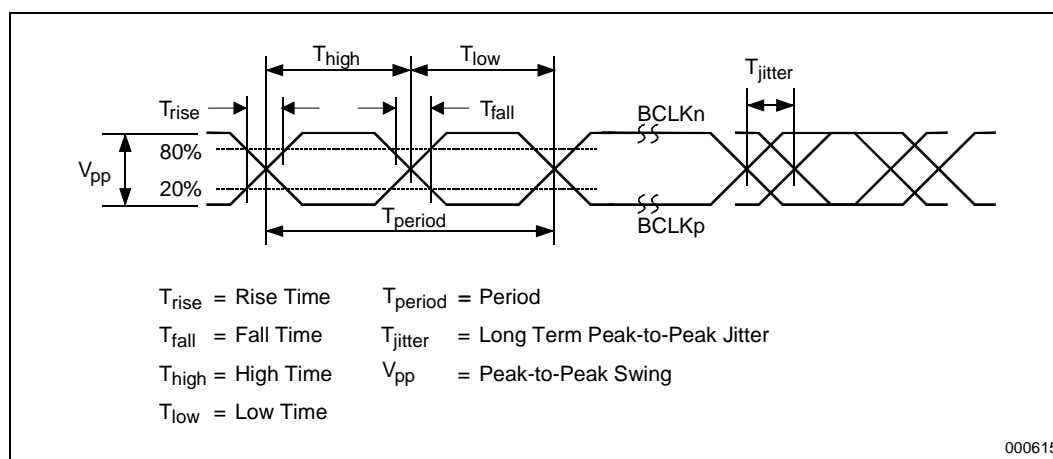 Thigh Tlow Tjitter
Trise Tfall BCLKn
80%
Vpp
20%
Tperiod BCLKp
Trise = Rise Time Tperiod = Period
Tfall = Fall Time Tjitter = Long Term Peak-to-Peak Jitter
Thigh = High Time Vpp = Peak-to-Peak Swing
Tlow = Low Time
000615